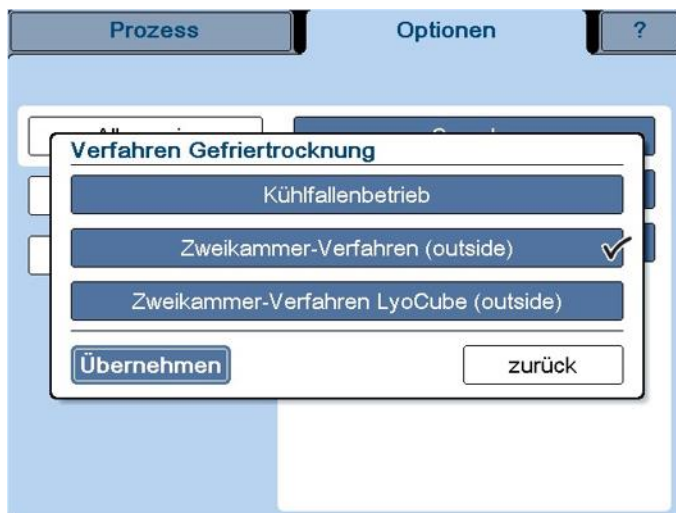 Prozess
Optionen
?
Verfahren Gefriertrocknung
Kühlfallenbetrieb
Zweikammer-Verfahren (outside)
Zweikammer-Verfahren LyoCube (outside)
Übernehmen
zurück